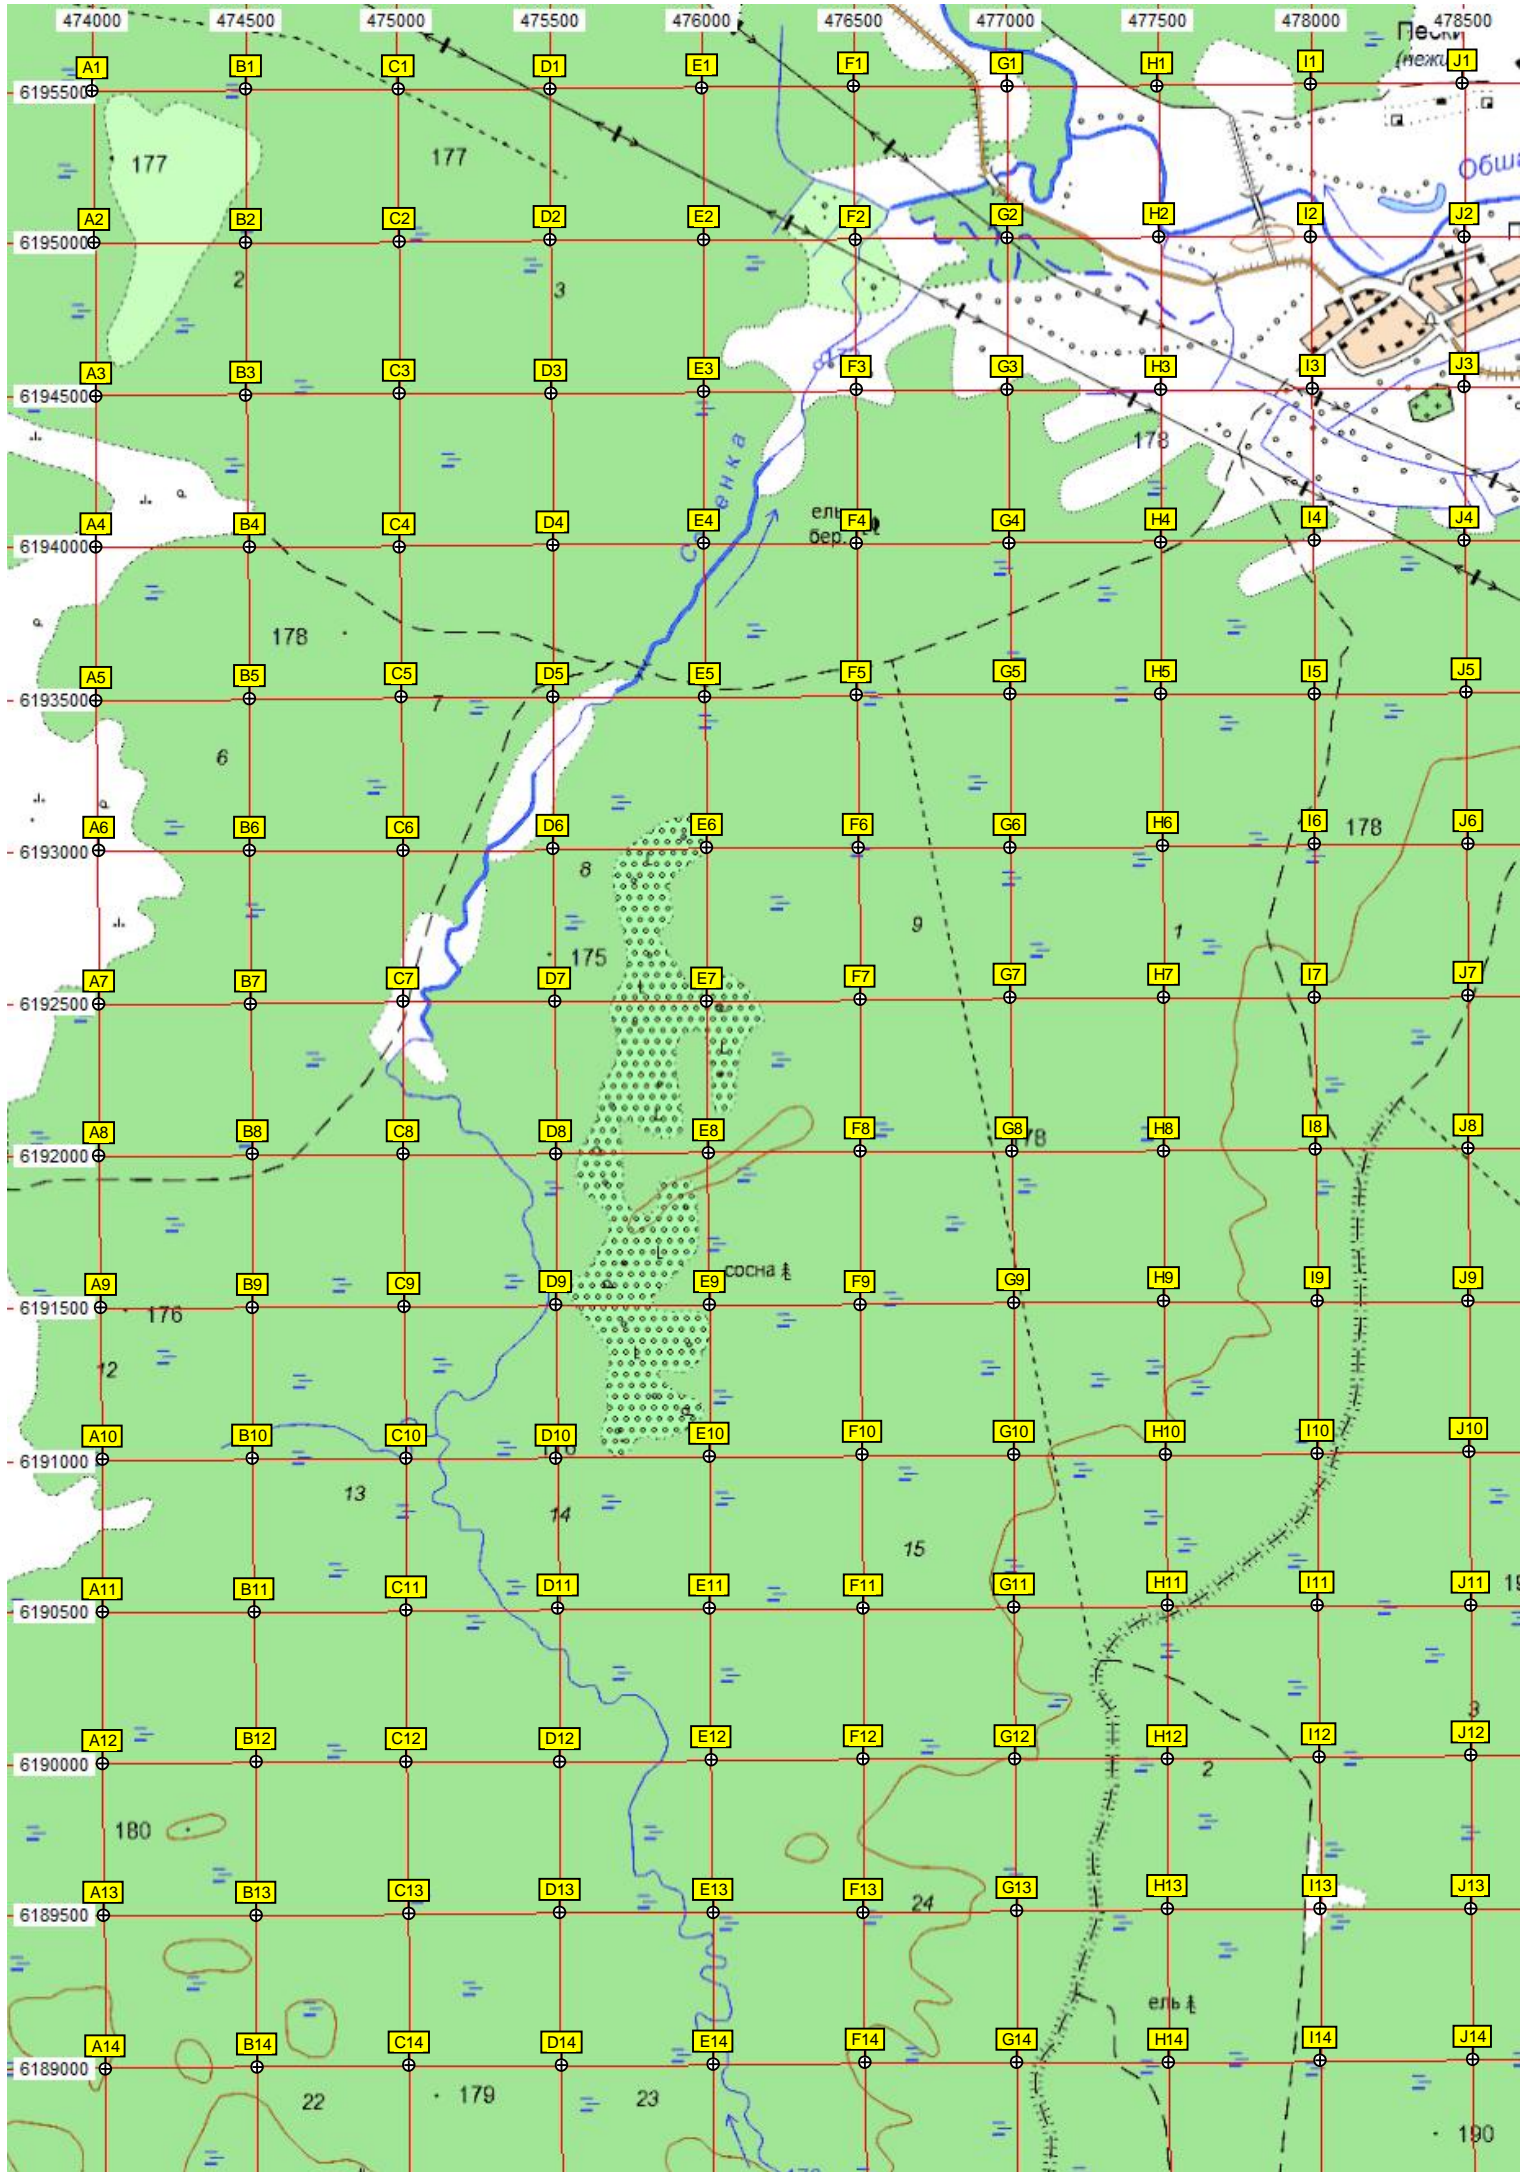 474000 474500 475000 475500 476000 476500 477000 477500 478000 478500
Пески
A1 B1 C1 D1 E1 F1 G1 H1 I1 J1
6195500
177 177
Обша
A2 B2 C2 D2 E2 F2 G2 H2 I2 J2
6195000
2 3
A3 B3 C3 D3 E3 F3 G3 H3 I3 J3
6194500
178
ель
бер.
A4 B4 C4 D4 E4 F4 G4 H4 I4 J4
6194000
178
A5 B5 C5 D5 E5 F5 G5 H5 I5 J5
6193500
7
6
A6 B6 C6 D6 E6 F6 G6 H6 I6 J6
178
6193000
8
9 1
175
A7 B7 C7 D7 E7 F7 G7 H7 I7 J7
6192500
A8 B8 C8 D8 E8 F8 G8 H8 I8 J8
6192000
сосна
A9 B9 C9 D9 E9 F9 G9 H9 I9 J9
6191500
176
12
A10 B10 C10 D10 E10 F10 G10 H10 I10 J10
6191000
13 14 15
A11 B11 C11 D11 E11 F11 G11 H11 I11 J11
6190500
3
A12 B12 C12 D12 E12 F12 G12 H12 I12 J12
6190000
2
180
A13 B13 C13 D13 E13 F13 G13 H13 I13 J13
24
6189500
ель
A14 B14 C14 D14 E14 F14 G14 H14 I14 J14
6189000
22 179 23
190